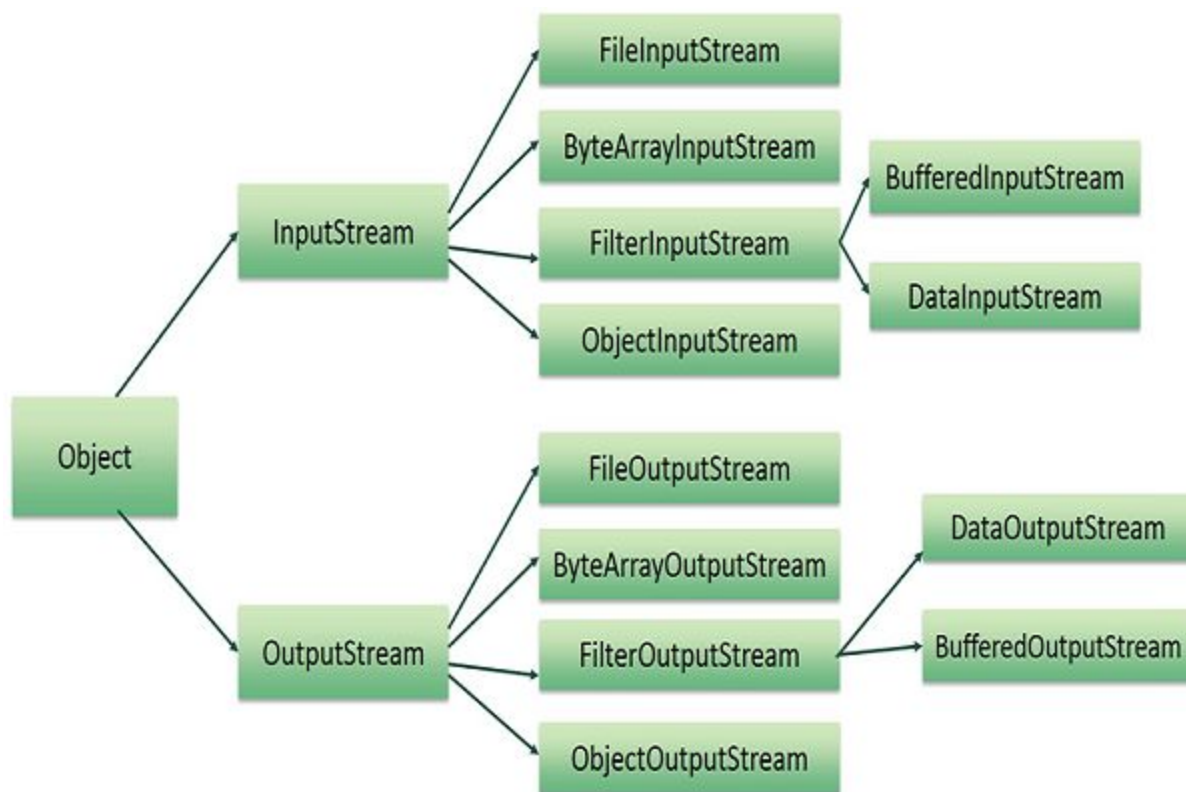 FileInputStream
ByteArrayInputStream
BufferedInputStream
InputStream
FilterInputStream
DataInputStream
ObjectInputStream
Object
FileOutputStream
DataOutputStream
ByteArrayOutputStream
OutputStream
FilterOutputStream
BufferedOutputStream
ObjectOutputStream